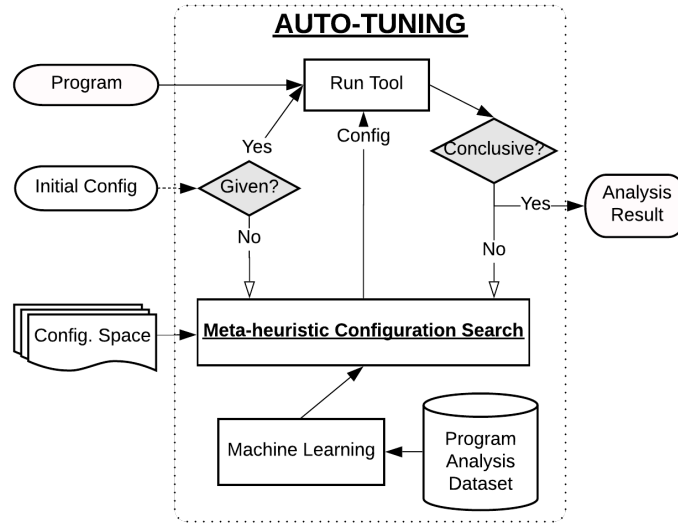 AUTO-TUNING
Program
Run Tool
Yes
Config
Conclusive?
Initial Config
Given?
Analysis
Result
Yes
No
No
Config. Space
Meta-heuristic Configuration Search
Machine Learning
Program
Analysis
Dataset